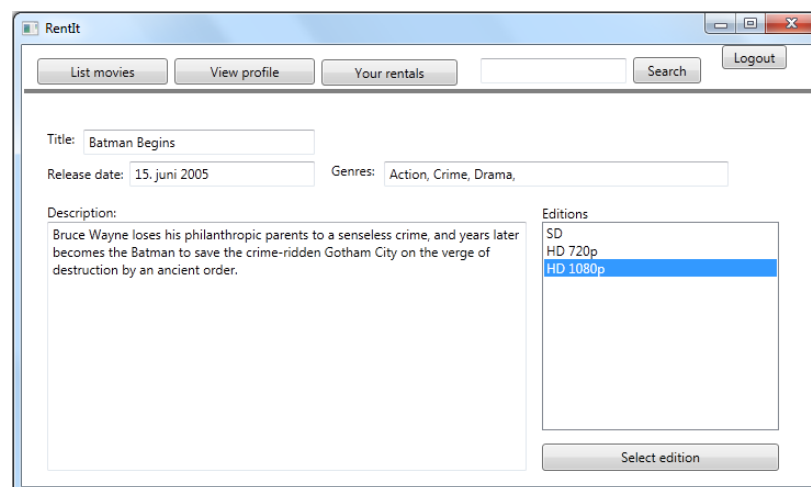 RentIt
List movies View profile Your rentals Search Logout
Title: Batman Begins
Release date: 15. juni 2005 Genres: Action, Crime, Drama,
Description:
Bruce Wayne loses his philanthropic parents to a senseless crime, and years later
becomes the Batman to save the crime-ridden Gotham City on the verge of
destruction by an ancient order.
Editions
SD
HD 720p
HD 1080p
Select edition